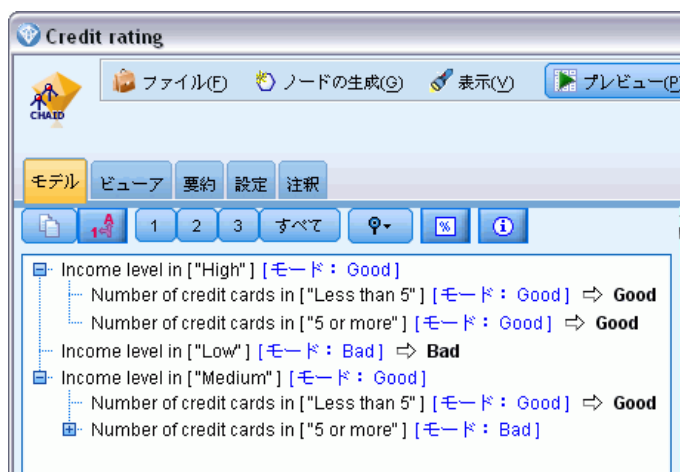 Credit rating
CHAID
ファイル(F) ノードの生成(G) 表示(V) プレビュー(P)
モデル ビューア 要約 設定 注釈
1 2 3 すべて %
Income level in ["High"] [モード： Good]
Number of credit cards in ["Less than 5"] [モード： Good] ⇨ Good
Number of credit cards in ["5 or more"] [モード： Good] ⇨ Good
Income level in ["Low"] [モード： Bad] ⇨ Bad
Income level in ["Medium"] [モード： Good]
Number of credit cards in ["Less than 5"] [モード： Good] ⇨ Good
Number of credit cards in ["5 or more"] [モード： Bad]